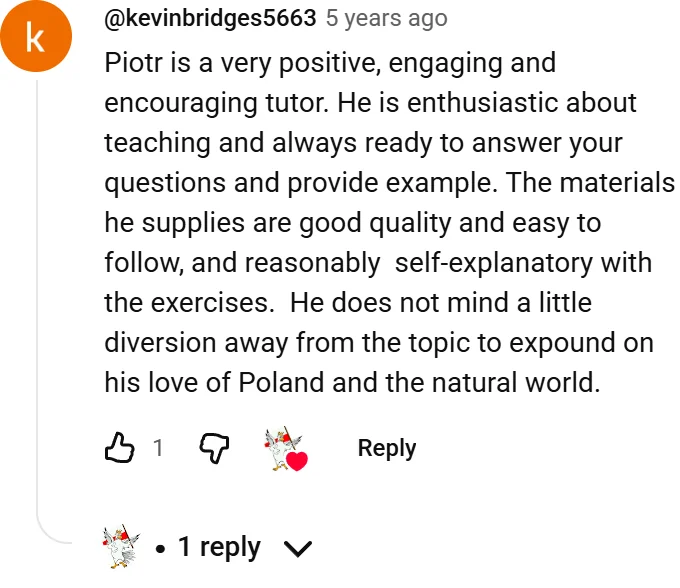 k
@kevinbridges5663 5 years ago
Piotr is a very positive, engaging and
encouraging tutor. He is enthusiastic about
teaching and always ready to answer your
questions and provide example. The materials
he supplies are good quality and easy to
follow, and reasonably  self-explanatory with
the exercises.  He does not mind a little
diversion away from the topic to expound on
his love of Poland and the natural world.
1 Reply
• 1 reply